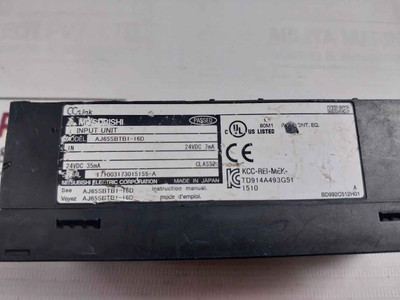 CC-Link
MITSUBISHI
INPUT UNIT
PASSED
MODEL AJ65SBTB1-16D
IN 24VDC 7mA
24VDC 35mA CLASS2
MITSUBISHI ELECTRIC CORPORATION MADE IN JAPAN
See AJ65SBTB1-16D instruction manual.
Voyez AJ65SBTB1-16D mode d'emploi.
80M1 CONT. EQ.
C UL US LISTED
KCC-REI-MEK-
TD914A493G51
1510
BD992C512H01 A